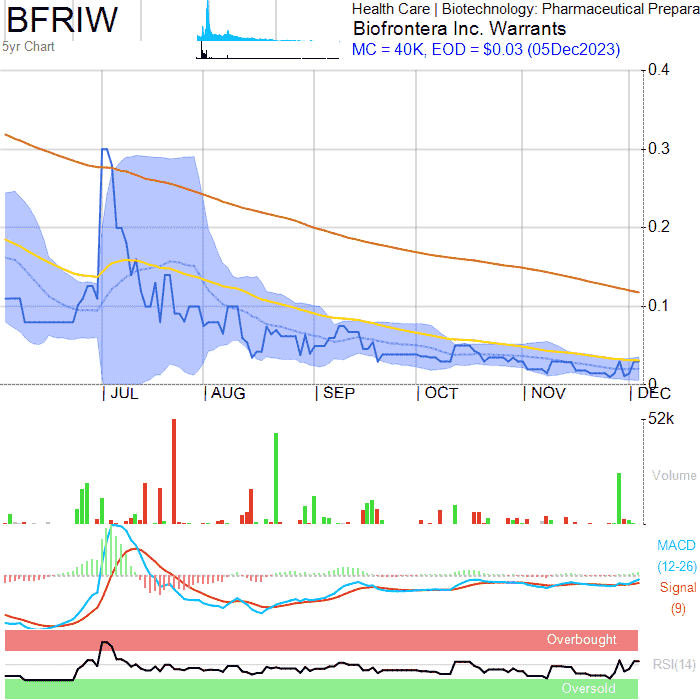 BFRIW
5yr Chart
Health Care | Biotechnology: Pharmaceutical Prepara
Biofrontera Inc. Warrants
MC = 40K, EOD = $0.03 (05Dec2023)
0.4
0.3
0.2
0.1
0
JUL
AUG
SEP
OCT
NOV
DEC
52k
Volume
MACD
(12-26)
Signal
(9)
Overbought
RSI(14)
Oversold